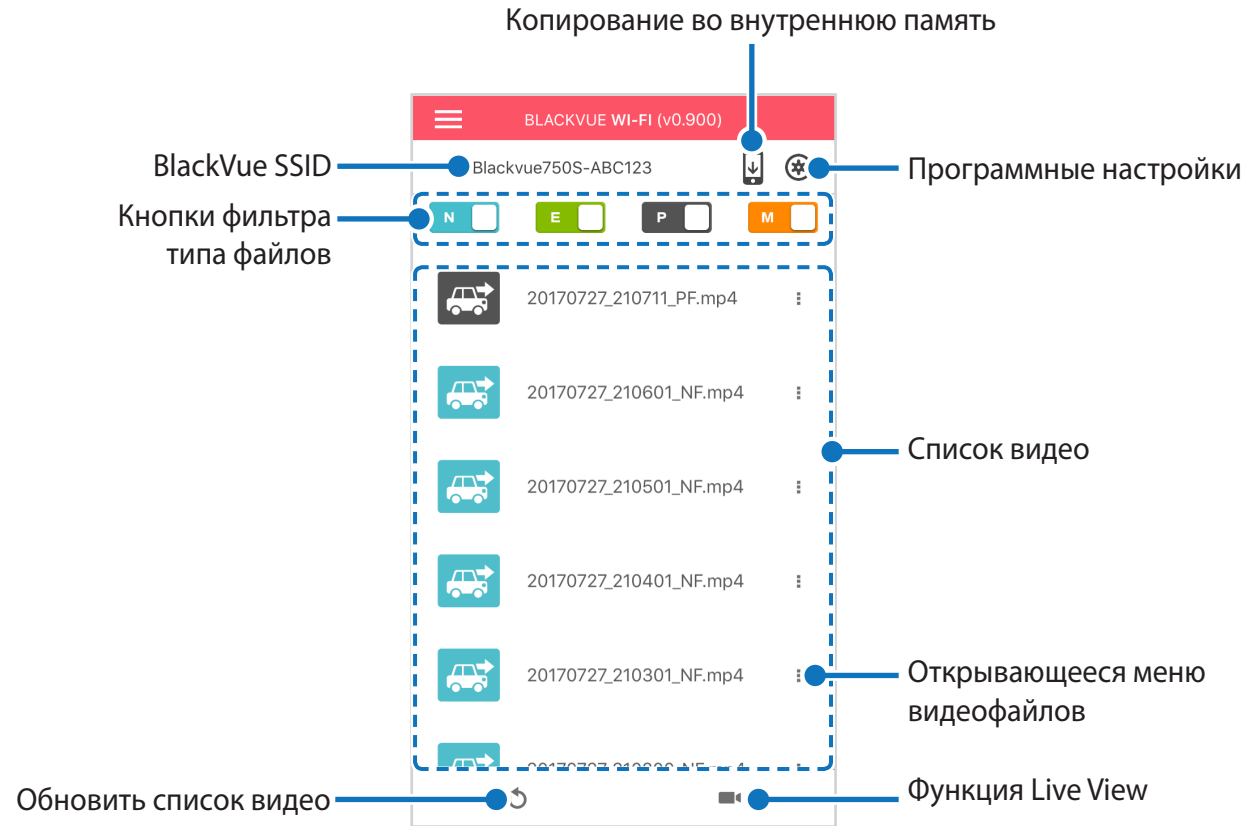 Копирование во внутреннюю память
BLACKVUE WI-FI (v0.900)
BlackVue SSID
Blackvue750S-ABC123
Программные настройки
Кнопки фильтра
типа файлов
N E P M
20170727_210711_PF.mp4
20170727_210601_NF.mp4
Список видео
20170727_210501_NF.mp4
20170727_210401_NF.mp4
20170727_210301_NF.mp4
Открывающееся меню
видеофайлов
Обновить список видео
Функция Live View